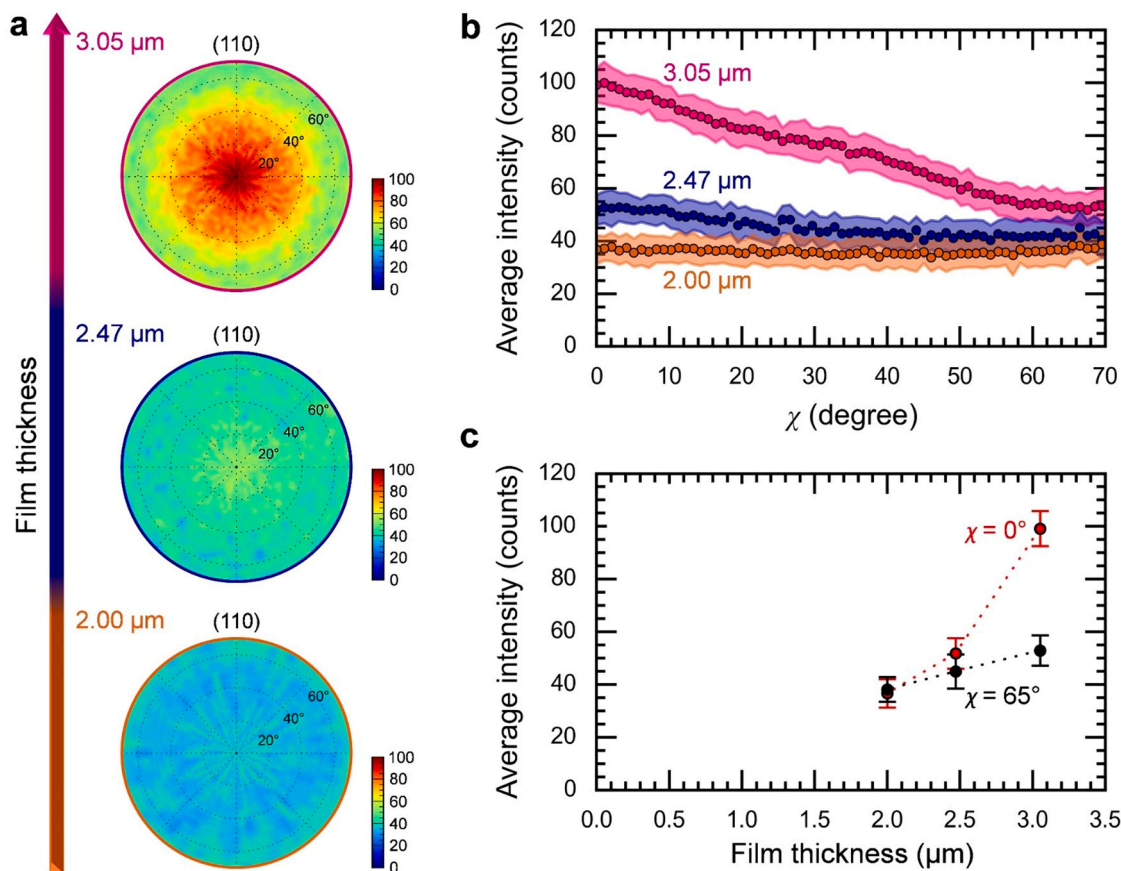 a
Film thickness
3.05 µm
(110)
60°
40°
20°
100
80
60
40
20
0
2.47 µm
(110)
60°
40°
20°
100
80
60
40
20
0
2.00 µm
(110)
60°
40°
20°
100
80
60
40
20
0
b
Average intensity (counts)
120
100
80
60
40
20
0
3.05 µm
2.47 µm
2.00 µm
0 10 20 30 40 50 60 70
χ (degree)
c
Average intensity (counts)
120
100
80
60
40
20
0
χ = 0°
χ = 65°
0.0 0.5 1.0 1.5 2.0 2.5 3.0 3.5
Film thickness (µm)